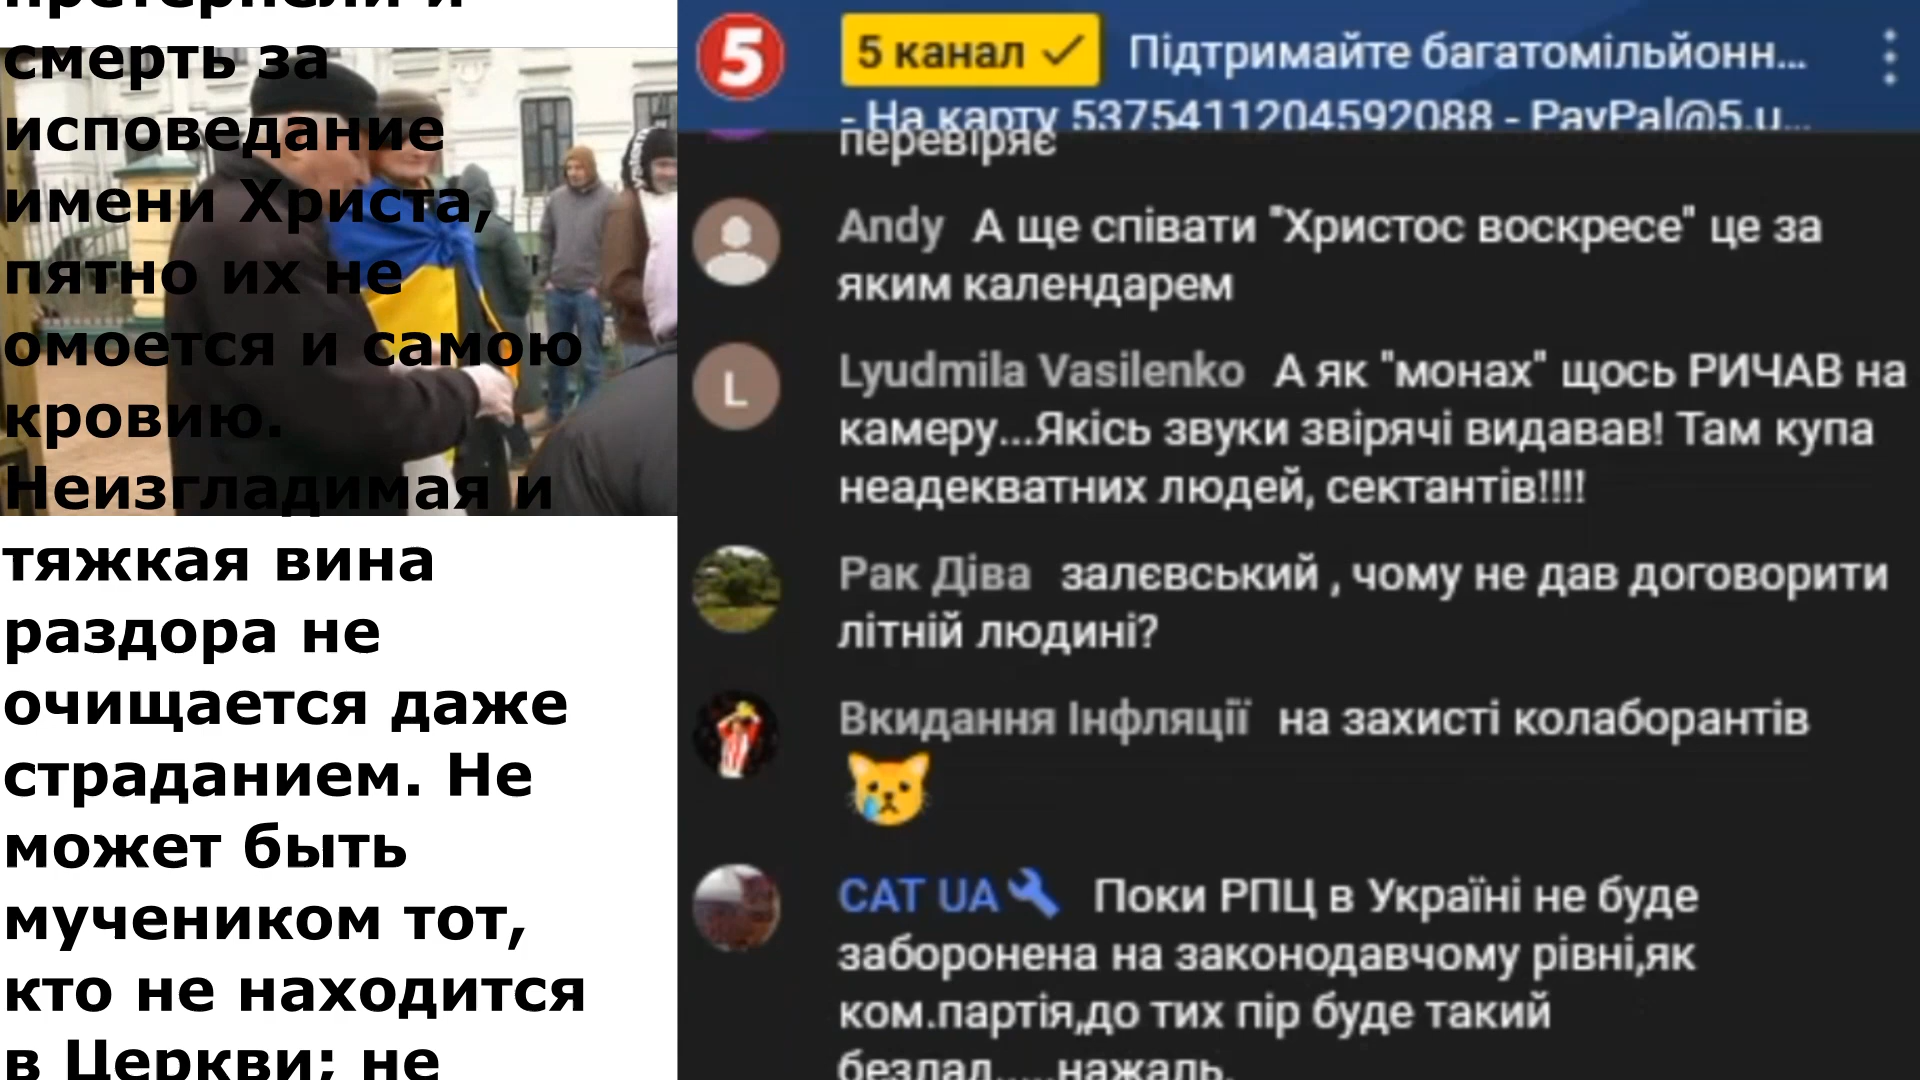 претерпели и
смерть за
исповедание
имени Христа,
пятно их не
омоется и самою
кровию.
Неизгладимая и
тяжкая вина
раздора не
очищается даже
страданием. Не
может быть
мучеником тот,
кто не находится
в Церкви; не
5 5 канал Підтримайте багатомільйонн...
- На карту 5375411204592088 - PayPal@5.u...
перевіряє
Andy А ще співати "Христос воскресе" це за
яким календарем
L Lyudmila Vasilenko А як "монах" щось РИЧАВ на
камеру...Якісь звуки звірячі видавав! Там купа
неадекватних людей, сектантів!!!!
Рак Діва залєвський , чому не дав договорити
літній людині?
Вкидання Інфляції на захисті колаборантів
😿
CAT UA Поки РПЦ в Україні не буде
заборонена на законодавчому рівні,як
ком.партія,до тих пір буде такий
безлад.....нажаль.